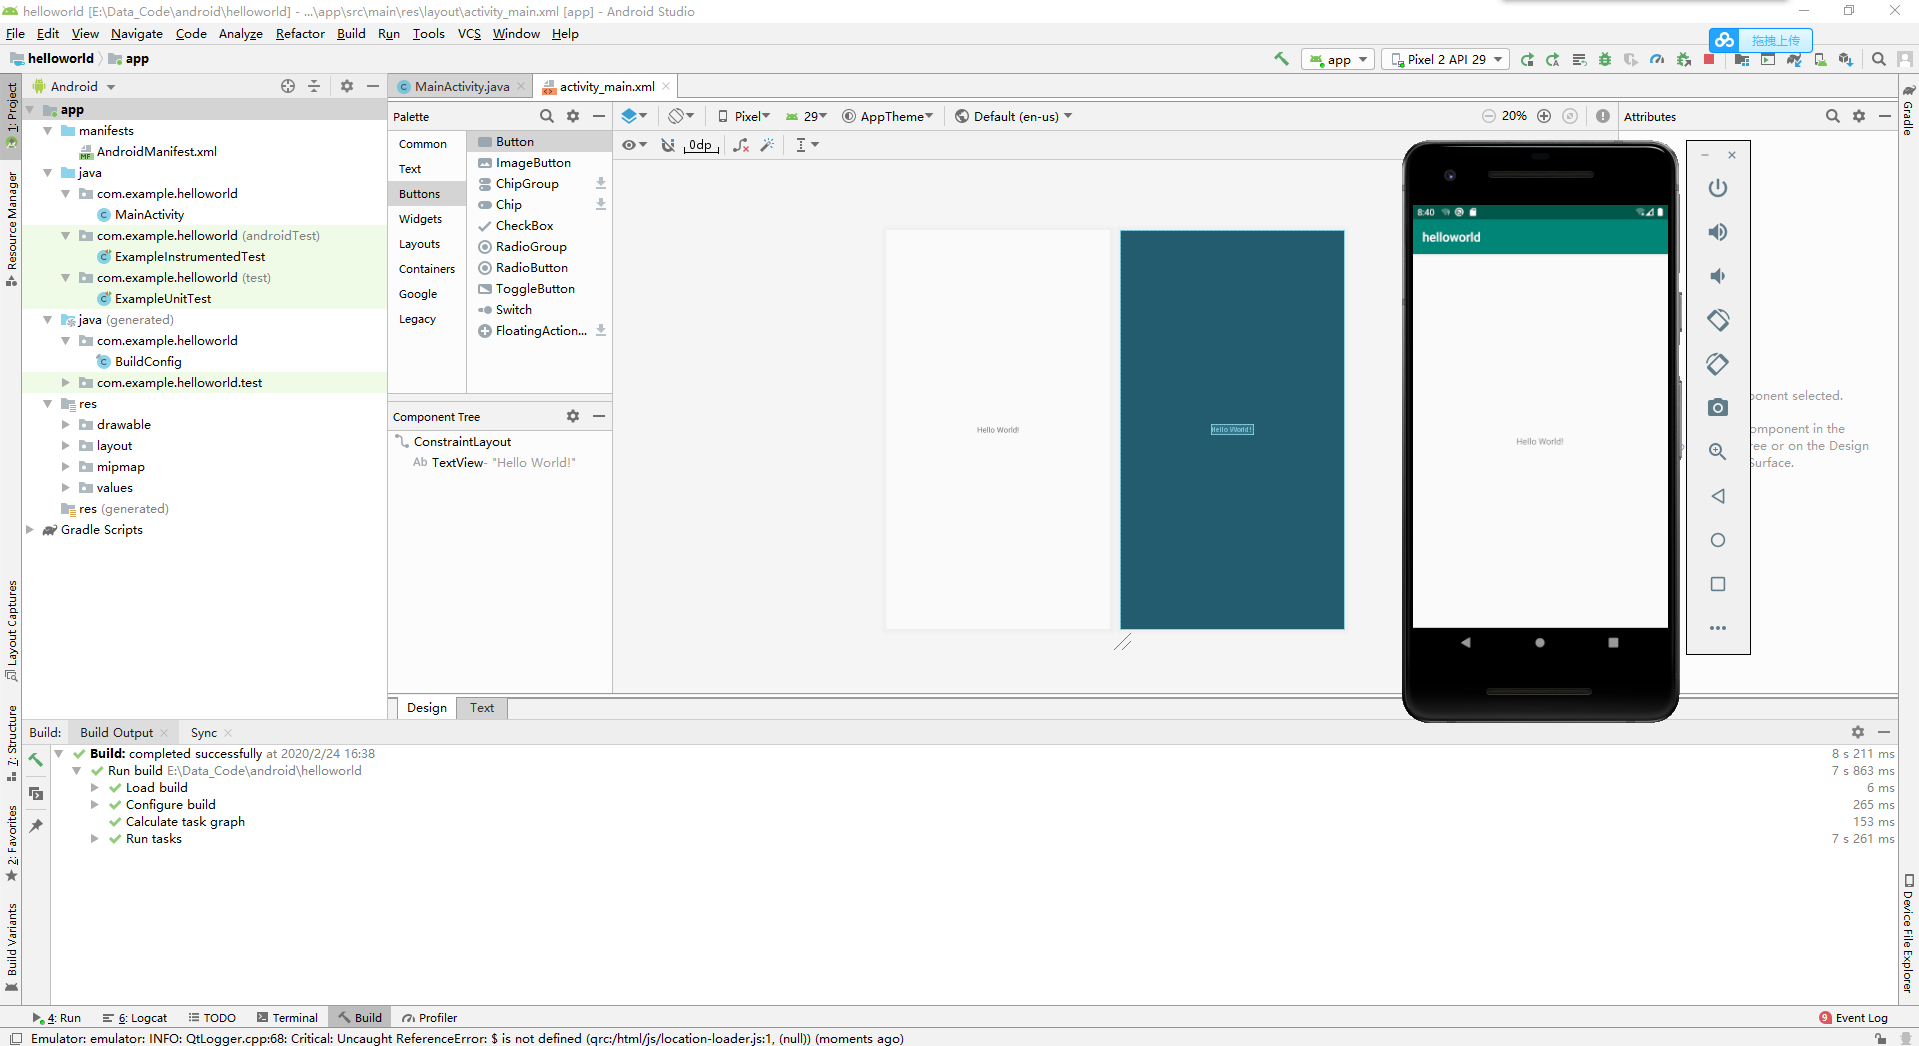 helloworld [E:\Data_Code\android\helloworld] - ...\app\src\main\res\layout\activity_main.xml [app] - Android Studio
File Edit View Navigate Code Analyze Refactor Build Run Tools VCS Window Help
拖拽上传
helloworld app
app Pixel 2 API 29
Android
MainActivity.java activity_main.xml
1: Project
Resource Manager
Layout Captures
7: Structure
2: Favorites
Build Variants
app
manifests
AndroidManifest.xml
java
com.example.helloworld
MainActivity
com.example.helloworld (androidTest)
ExampleInstrumentedTest
com.example.helloworld (test)
ExampleUnitTest
java (generated)
com.example.helloworld
BuildConfig
com.example.helloworld.test
res
drawable
layout
mipmap
values
res (generated)
Gradle Scripts
Palette
Common
Text
Buttons
Widgets
Layouts
Containers
Google
Legacy
Button
ImageButton
ChipGroup
Chip
CheckBox
RadioGroup
RadioButton
ToggleButton
Switch
FloatingAction...
Component Tree
ConstraintLayout
Ab TextView- "Hello World!"
Pixel 29 AppTheme Default (en-us) 20%
0dp
Hello World!
Hello World!
Design Text
Attributes
ponent selected.
omponent in the
ree or on the Design
Surface.
8:40
helloworld
Hello World!
Gradle
Device File Explorer
Build: Build Output Sync
Build: completed successfully at 2020/2/24 16:38 8 s 211 ms
Run build E:\Data_Code\android\helloworld 7 s 863 ms
Load build 6 ms
Configure build 265 ms
Calculate task graph 153 ms
Run tasks 7 s 261 ms
4: Run 6: Logcat TODO Terminal Build Profiler 9 Event Log
Emulator: emulator: INFO: QtLogger.cpp:68: Critical: Uncaught ReferenceError: $ is not defined (qrc:/html/js/location-loader.js:1, (null)) (moments ago)